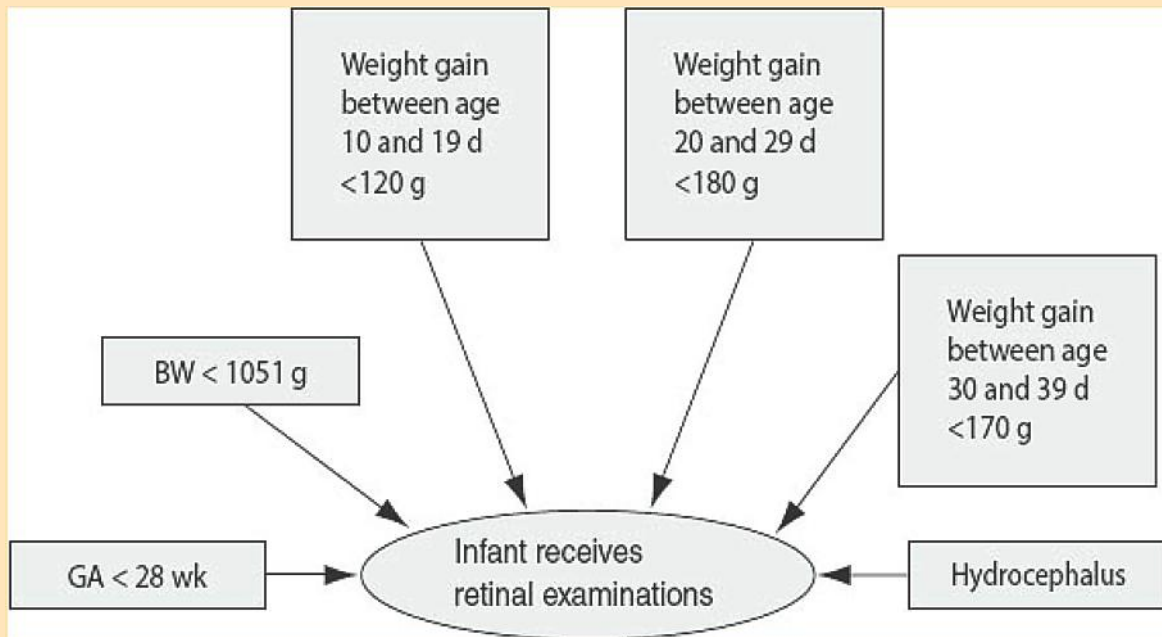 Weight gain
between age
10 and 19 d
<120 g
Weight gain
between age
20 and 29 d
<180 g
Weight gain
between age
30 and 39 d
<170 g
BW < 1051 g
GA < 28 wk
Infant receives
retinal examinations
Hydrocephalus